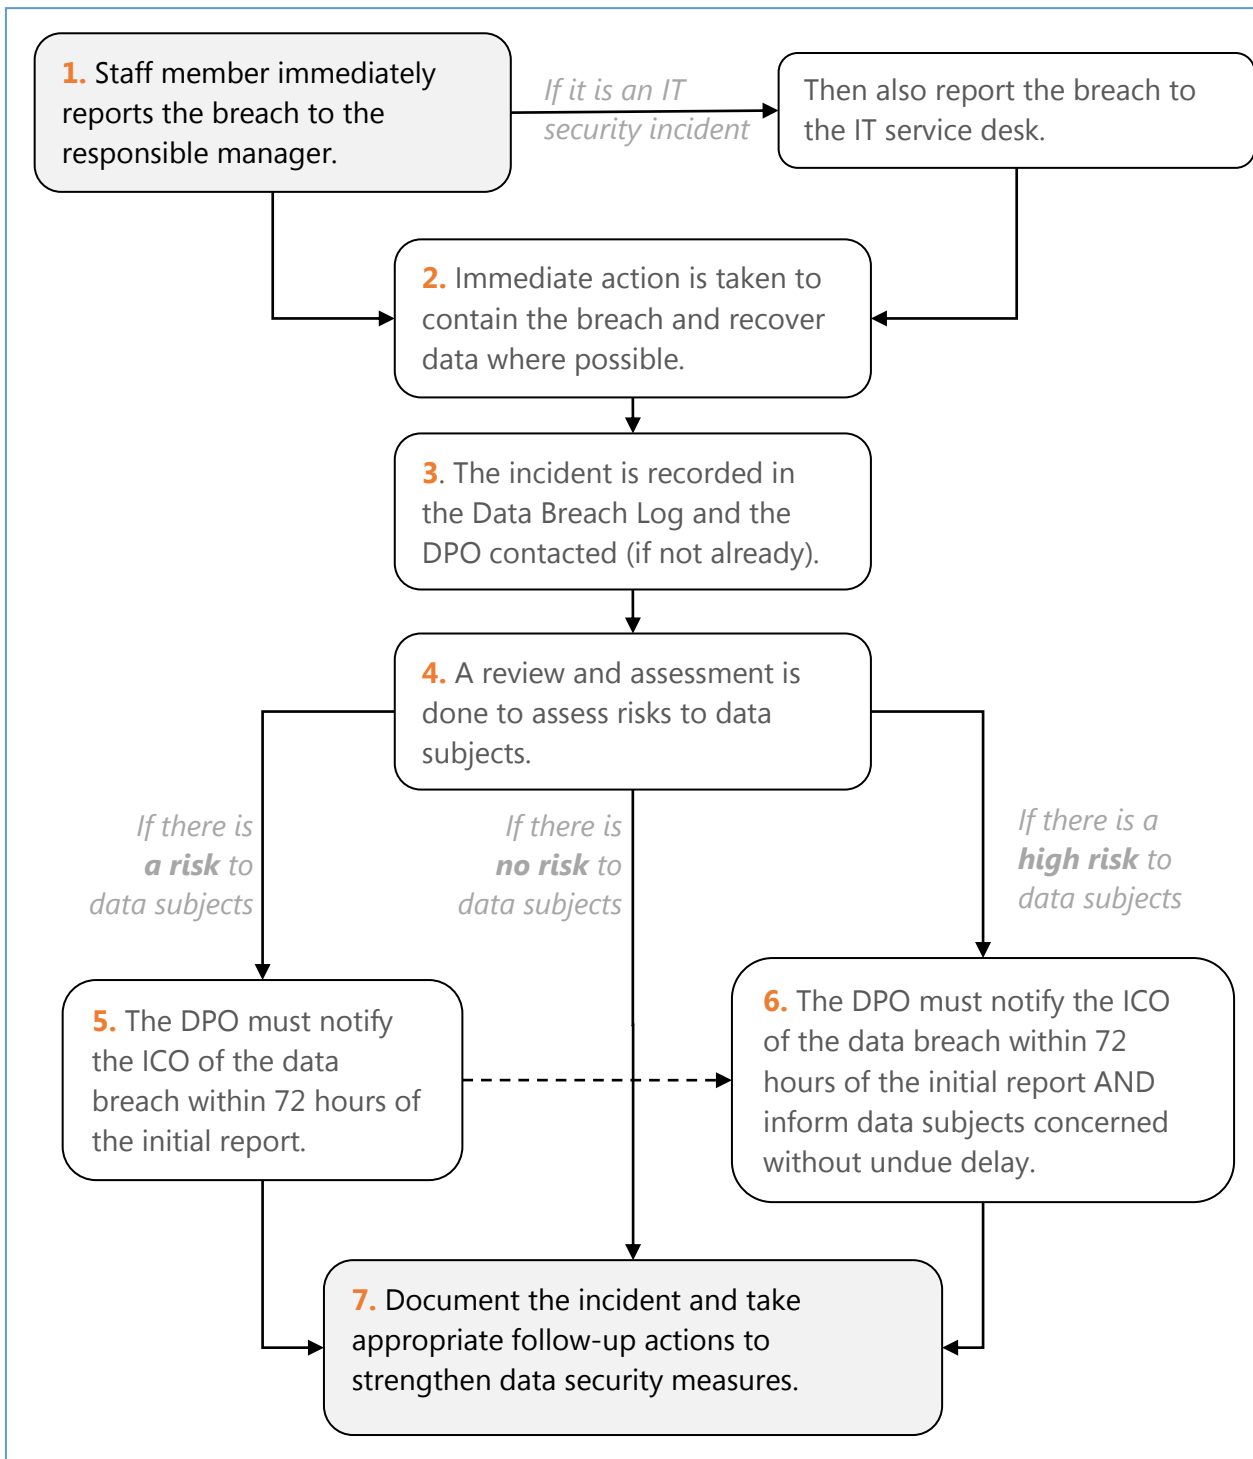 1. Staff member immediately
reports the breach to the
responsible manager.
If it is an IT
security incident
Then also report the breach to
the IT service desk.
2. Immediate action is taken to
contain the breach and recover
data where possible.
3. The incident is recorded in
the Data Breach Log and the
DPO contacted (if not already).
4. A review and assessment is
done to assess risks to data
subjects.
If there is
a risk to
data subjects
If there is
no risk to
data subjects
If there is a
high risk to
data subjects
5. The DPO must notify
the ICO of the data
breach within 72 hours of
the initial report.
6. The DPO must notify the ICO
of the data breach within 72
hours of the initial report AND
inform data subjects concerned
without undue delay.
7. Document the incident and take
appropriate follow-up actions to
strengthen data security measures.